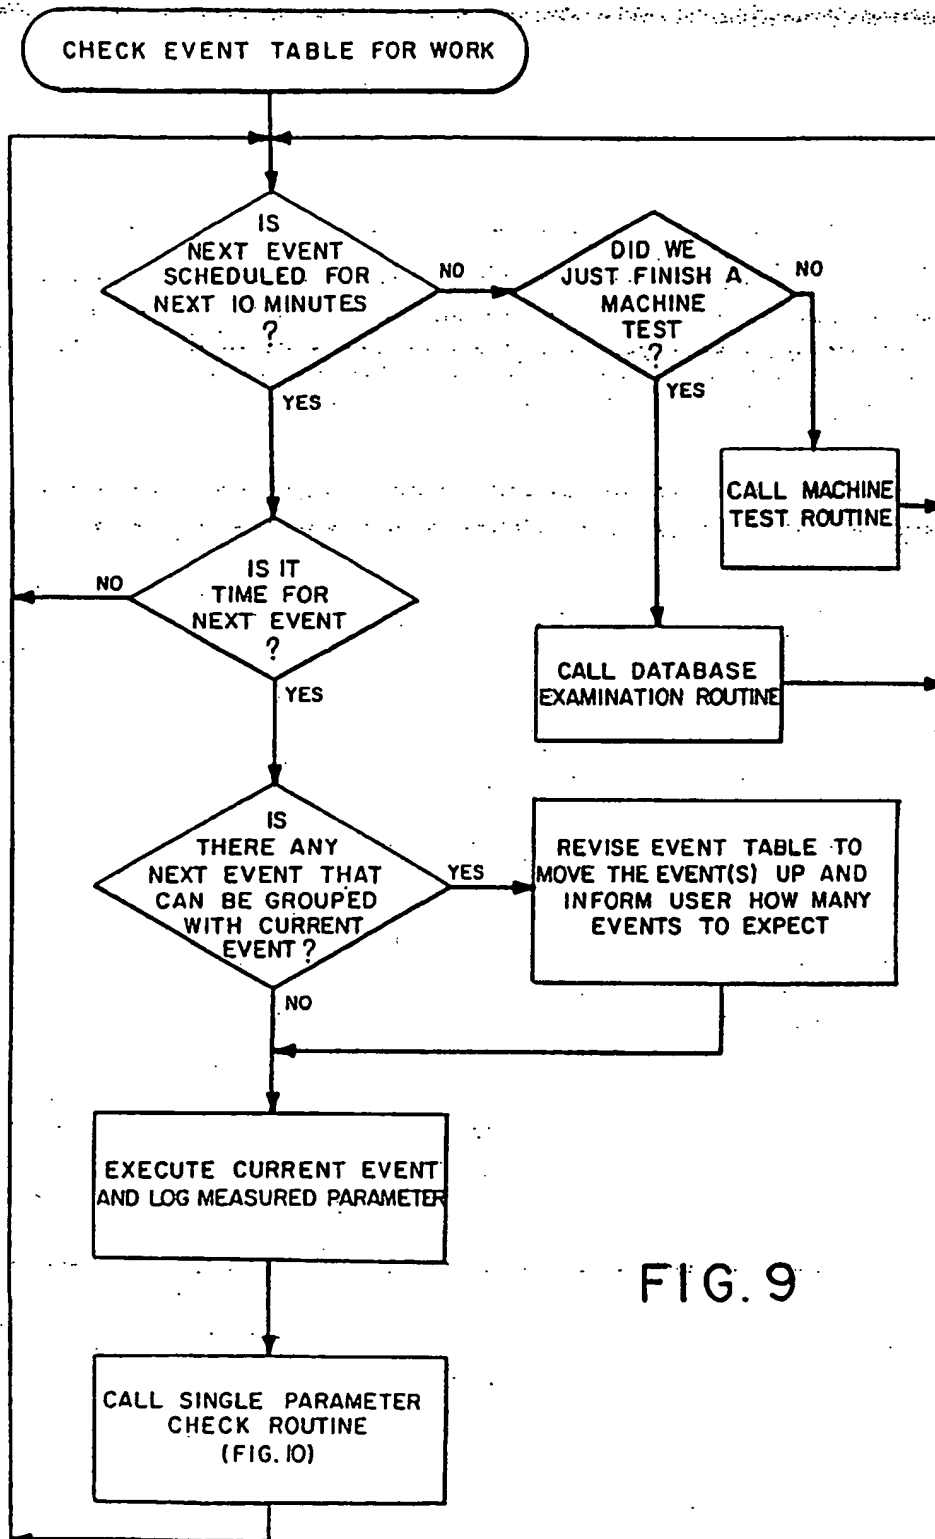 CHECK EVENT TABLE FOR WORK
IS
NEXT EVENT
SCHEDULED FOR
NEXT 10 MINUTES
?
NO
YES
DID WE
JUST FINISH A
MACHINE
TEST
?
NO
YES
CALL MACHINE
TEST ROUTINE
IS IT
TIME FOR
NEXT EVENT
?
NO
YES
CALL DATABASE
EXAMINATION ROUTINE
IS
THERE ANY
NEXT EVENT THAT
CAN BE GROUPED
WITH CURRENT
EVENT?
YES
NO
REVISE EVENT TABLE TO
MOVE THE EVENT(S) UP AND
INFORM USER HOW MANY
EVENTS TO EXPECT
EXECUTE CURRENT EVENT
AND LOG MEASURED PARAMETER
FIG. 9
CALL SINGLE PARAMETER
CHECK ROUTINE
(FIG. 10)